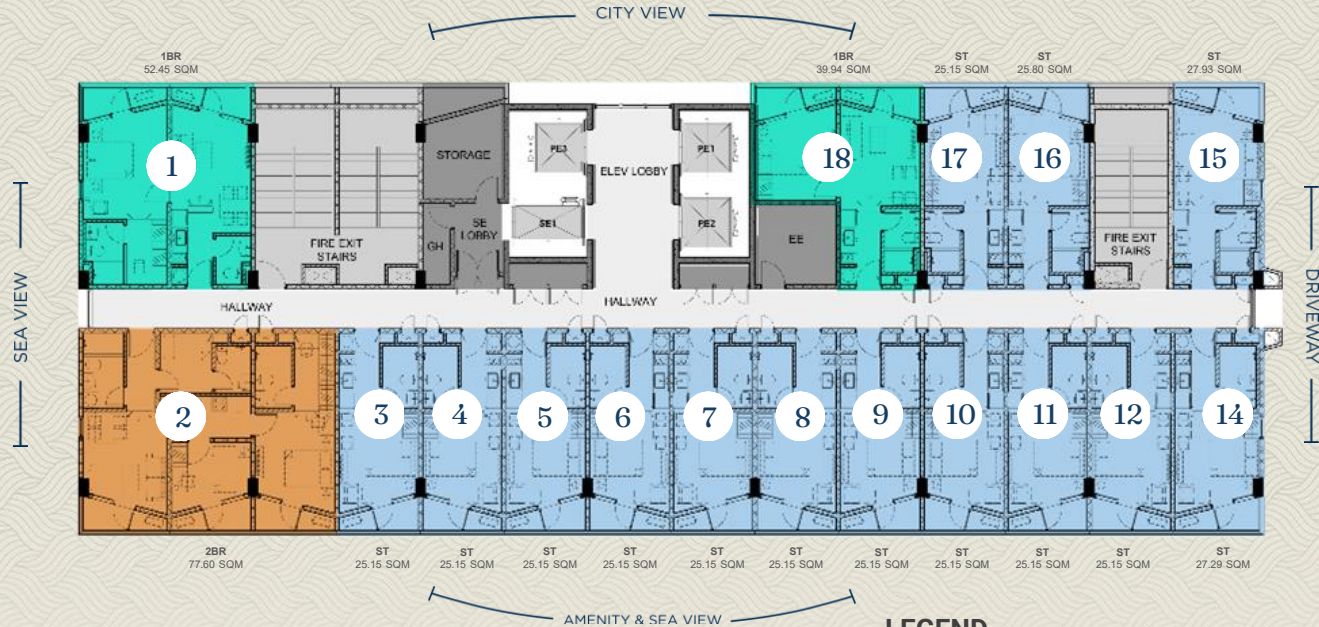 CITY VIEW
1BR
52.45 SQM
1BR
39.94 SQM
ST
25.15 SQM
ST
25.80 SQM
ST
27.93 SQM
1
18
17
16
15
STORAGE
PE3
PE1
ELEV LOBBY
SE1
PE2
SE
LOBBY
GH
EE
FIRE EXIT
STAIRS
FIRE EXIT
STAIRS
SEA VIEW
DRIVEWAY
HALLWAY
HALLWAY
2
3
4
5
6
7
8
9
10
11
12
14
2BR
77.60 SQM
ST
25.15 SQM
ST
25.15 SQM
ST
25.15 SQM
ST
25.15 SQM
ST
25.15 SQM
ST
25.15 SQM
ST
25.15 SQM
ST
25.15 SQM
ST
25.15 SQM
ST
25.15 SQM
ST
27.29 SQM
AMENITY & SEA VIEW
LEGEND